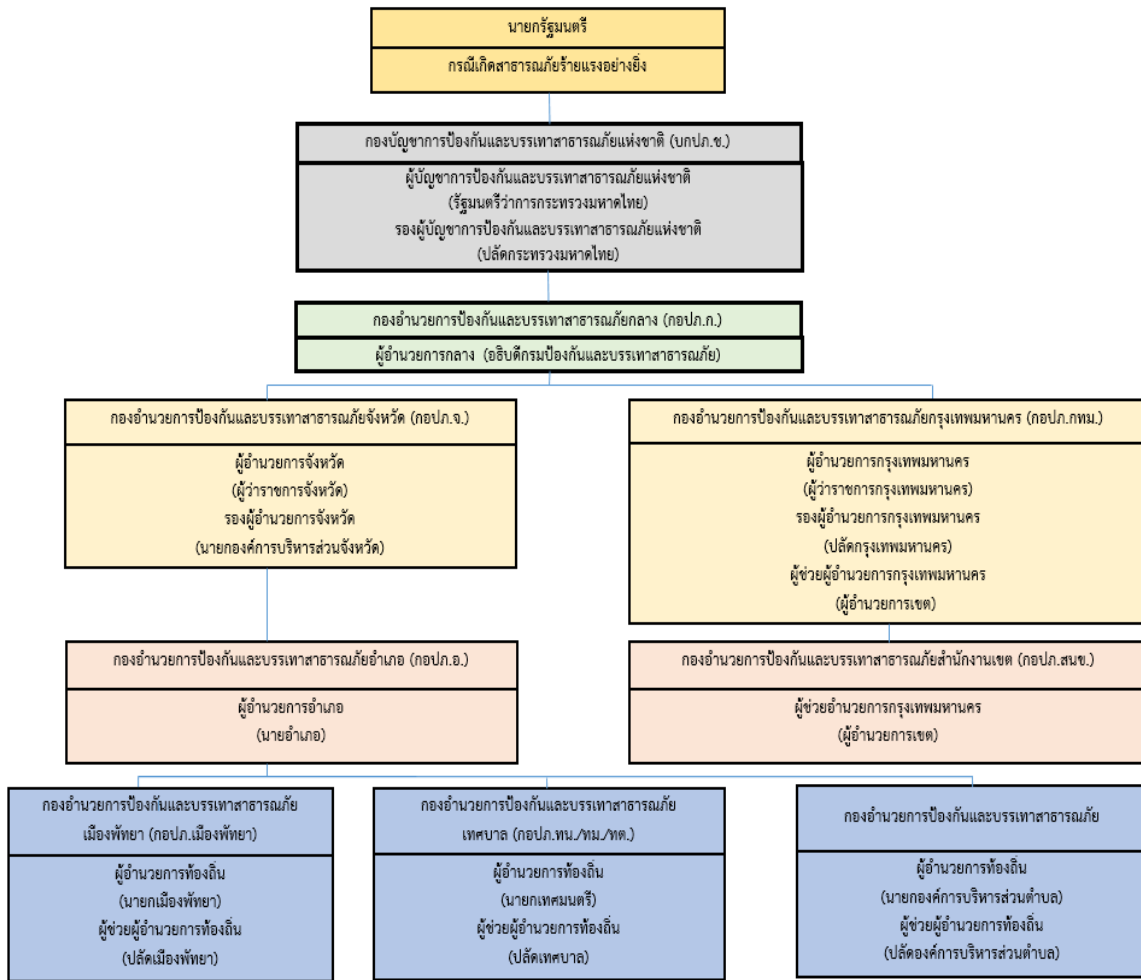 นายกรัฐมนตรี
กรณีเกิดสาธารณภัยร้ายแรงอย่างยิ่ง
กองบัญชาการป้องกันและบรรเทาสาธารณภัยแห่งชาติ (บกปภ.ช.)
ผู้บัญชาการป้องกันและบรรเทาสาธารณภัยแห่งชาติ
(รัฐมนตรีว่าการกระทรวงมหาดไทย)
รองผู้บัญชาการป้องกันและบรรเทาสาธารณภัยแห่งชาติ
(ปลัดกระทรวงมหาดไทย)
กองอำนวยการป้องกันและบรรเทาสาธารณภัยกลาง (กอปภ.ก.)
ผู้อำนวยการกลาง (อธิบดีกรมป้องกันและบรรเทาสาธารณภัย)
กองอำนวยการป้องกันและบรรเทาสาธารณภัยจังหวัด (กอปภ.จ.)
ผู้อำนวยการจังหวัด
(ผู้ว่าราชการจังหวัด)
รองผู้อำนวยการจังหวัด
(นายกองค์การบริหารส่วนจังหวัด)
กองอำนวยการป้องกันและบรรเทาสาธารณภัยกรุงเทพมหานคร (กอปภ.กทม.)
ผู้อำนวยการกรุงเทพมหานคร
(ผู้ว่าราชการกรุงเทพมหานคร)
รองผู้อำนวยการกรุงเทพมหานคร
(ปลัดกรุงเทพมหานคร)
ผู้ช่วยผู้อำนวยการกรุงเทพมหานคร
(ผู้อำนวยการเขต)
กองอำนวยการป้องกันและบรรเทาสาธารณภัยอำเภอ (กอปภ.อ.)
ผู้อำนวยการอำเภอ
(นายอำเภอ)
กองอำนวยการป้องกันและบรรเทาสาธารณภัยสำนักงานเขต (กอปภ.สนข.)
ผู้ช่วยอำนวยการกรุงเทพมหานคร
(ผู้อำนวยการเขต)
กองอำนวยการป้องกันและบรรเทาสาธารณภัย
เมืองพัทยา (กอปภ.เมืองพัทยา)
ผู้อำนวยการท้องถิ่น
(นายกเมืองพัทยา)
ผู้ช่วยผู้อำนวยการท้องถิ่น
(ปลัดเมืองพัทยา)
กองอำนวยการป้องกันและบรรเทาสาธารณภัย
เทศบาล (กอปภ.ทน./ทม./ทต.)
ผู้อำนวยการท้องถิ่น
(นายกเทศมนตรี)
ผู้ช่วยผู้อำนวยการท้องถิ่น
(ปลัดเทศบาล)
กองอำนวยการป้องกันและบรรเทาสาธารณภัย
ผู้อำนวยการท้องถิ่น
(นายกองค์การบริหารส่วนตำบล)
ผู้ช่วยผู้อำนวยการท้องถิ่น
(ปลัดองค์การบริหารส่วนตำบล)